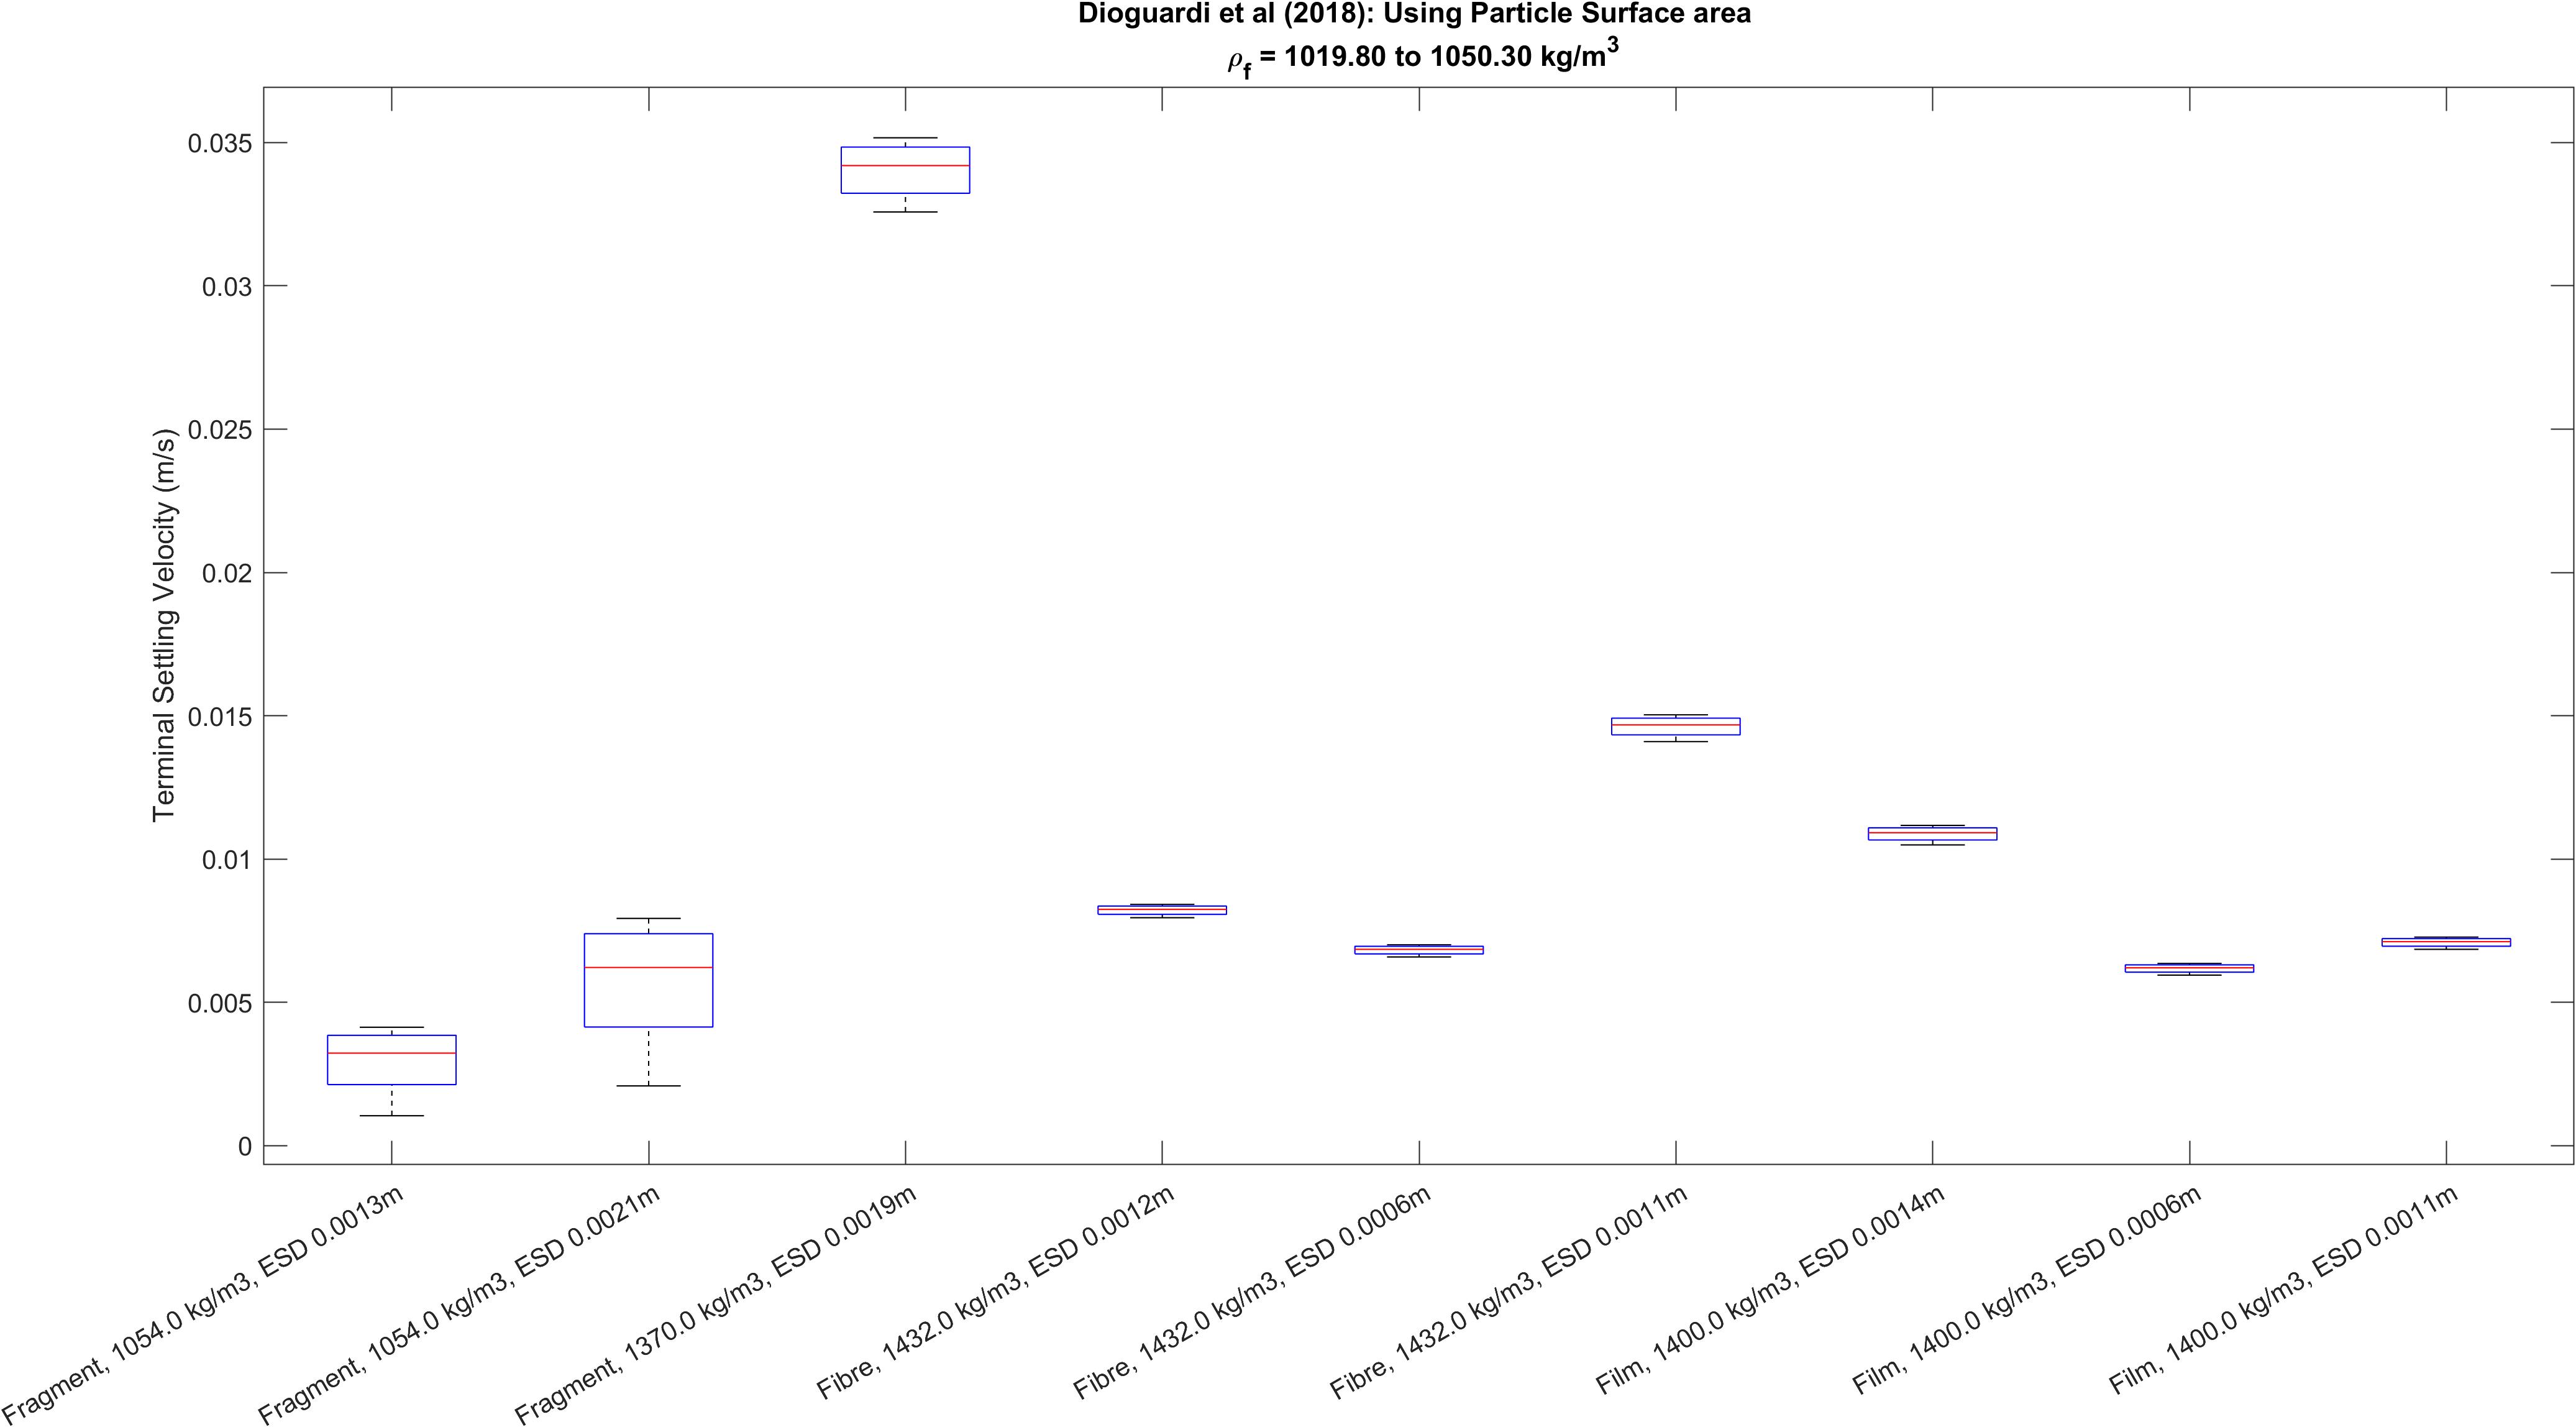 Dioguardi et al (2018): Using Particle Surface area
ρf = 1019.80 to 1050.30 kg/m3
Terminal Settling Velocity (m/s)
0.035
0.03
0.025
0.02
0.015
0.01
0.005
0
Fragment, 1054.0 kg/m3, ESD 0.0013m
Fragment, 1054.0 kg/m3, ESD 0.0021m
Fragment, 1370.0 kg/m3, ESD 0.0019m
Fibre, 1432.0 kg/m3, ESD 0.0012m
Fibre, 1432.0 kg/m3, ESD 0.0006m
Fibre, 1432.0 kg/m3, ESD 0.0011m
Film, 1400.0 kg/m3, ESD 0.0014m
Film, 1400.0 kg/m3, ESD 0.0006m
Film, 1400.0 kg/m3, ESD 0.0011m